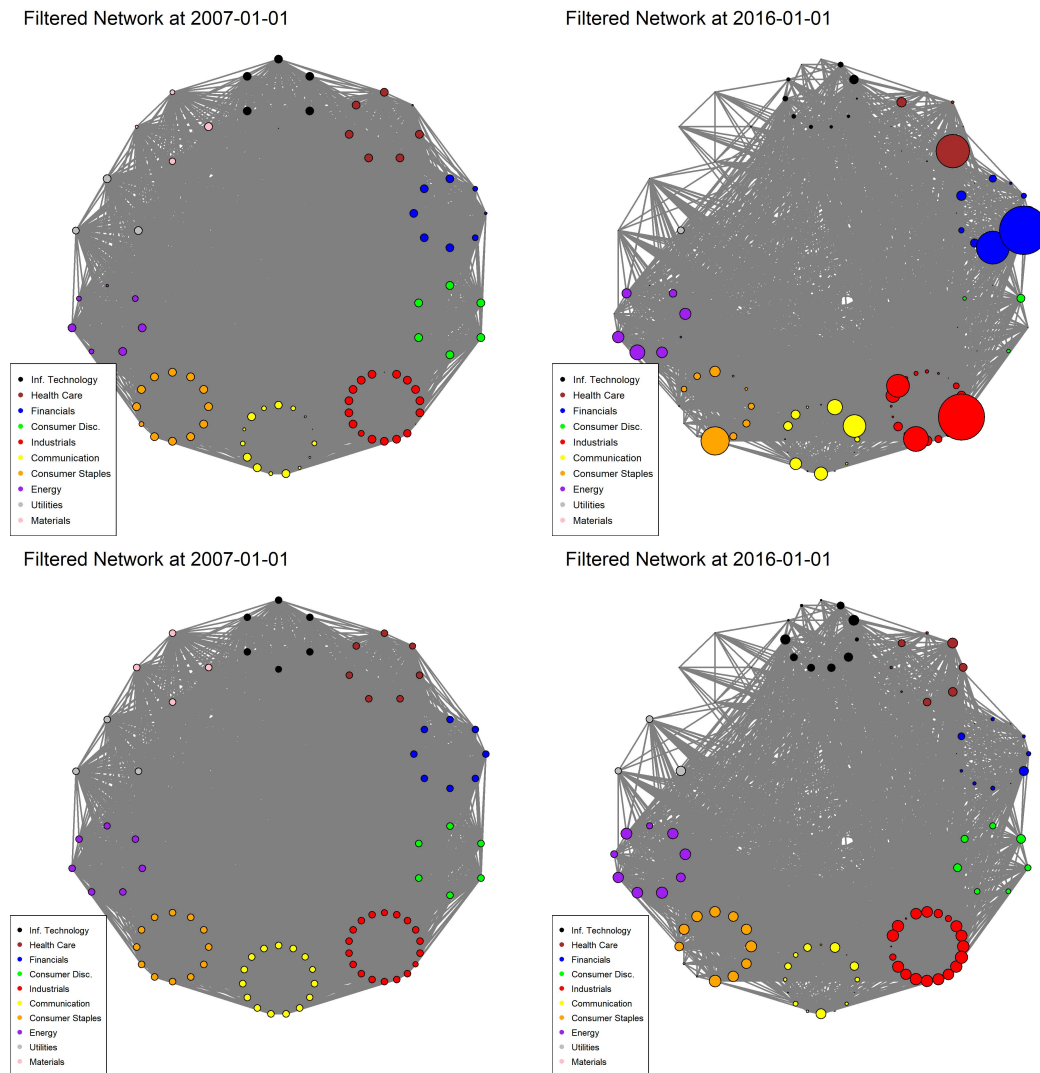 Filtered Network at 2007-01-01
Filtered Network at 2016-01-01
Inf. Technology
Health Care
Financials
Consumer Disc.
Industrials
Communication
Consumer Staples
Energy
Utilities
Materials
Inf. Technology
Health Care
Financials
Consumer Disc.
Industrials
Communication
Consumer Staples
Energy
Utilities
Materials
Filtered Network at 2007-01-01
Filtered Network at 2016-01-01
Inf. Technology
Health Care
Financials
Consumer Disc.
Industrials
Communication
Consumer Staples
Energy
Utilities
Materials
Inf. Technology
Health Care
Financials
Consumer Disc.
Industrials
Communication
Consumer Staples
Energy
Utilities
Materials